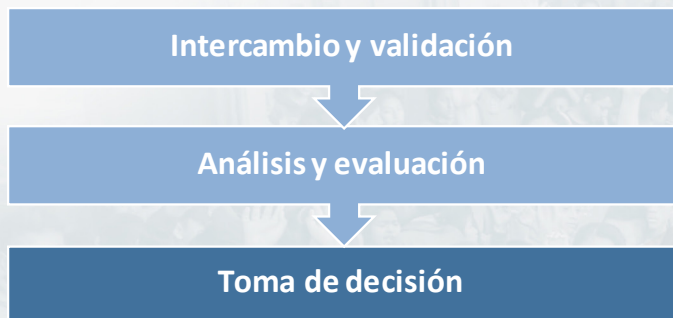 Intercambio y validación
Análisis y evaluación
Toma de decisión